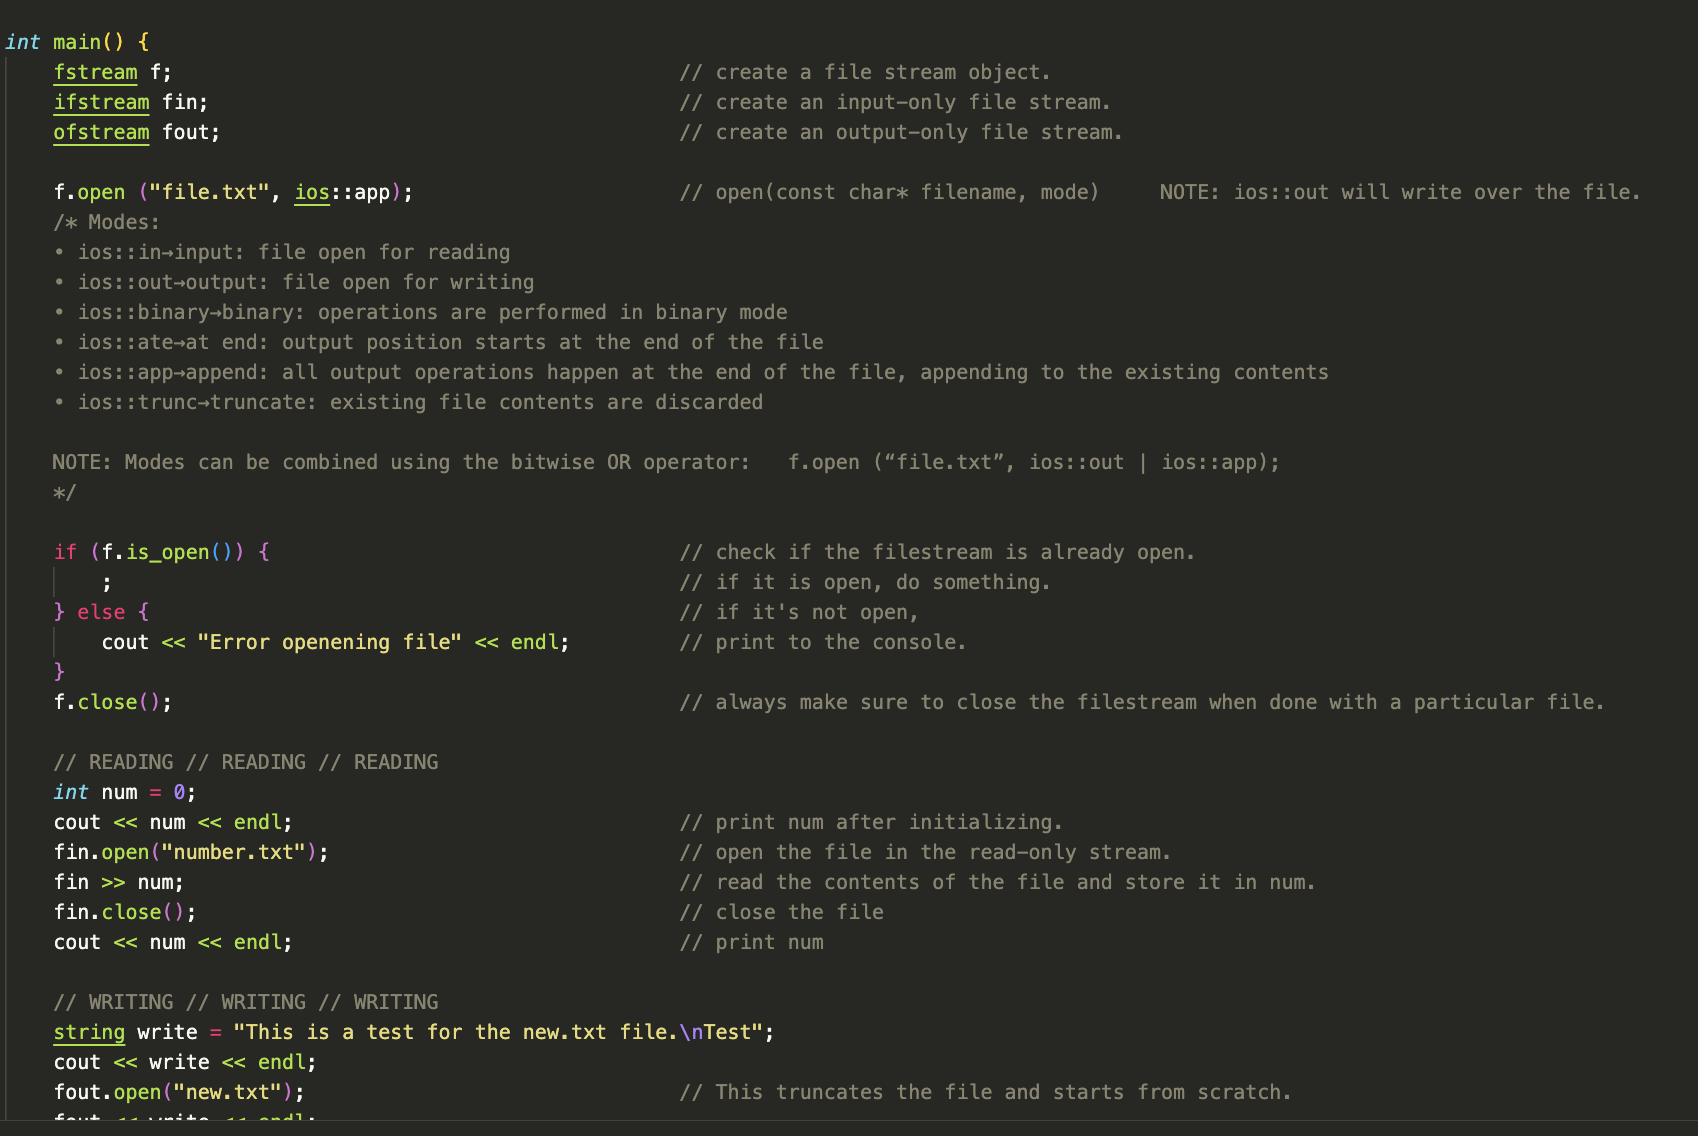 int main() {
fstream f; // create a file stream object.
ifstream fin; // create an input-only file stream.
ofstream fout; // create an output-only file stream.
f.open ("file.txt", ios::app); // open(const char* filename, mode) NOTE: ios::out will write over the file.
/* Modes:
• ios::in→input: file open for reading
• ios::out→output: file open for writing
• ios::binary→binary: operations are performed in binary mode
• ios::ate→at end: output position starts at the end of the file
• ios::app→append: all output operations happen at the end of the file, appending to the existing contents
• ios::trunc→truncate: existing file contents are discarded
NOTE: Modes can be combined using the bitwise OR operator: f.open (“file.txt”, ios::out | ios::app);
*/
if (f.is_open()) { // check if the filestream is already open.
; // if it is open, do something.
} else { // if it's not open,
cout << "Error openening file" << endl; // print to the console.
}
f.close(); // always make sure to close the filestream when done with a particular file.
// READING // READING // READING
int num = 0;
cout << num << endl; // print num after initializing.
fin.open("number.txt"); // open the file in the read-only stream.
fin >> num; // read the contents of the file and store it in num.
fin.close(); // close the file
cout << num << endl; // print num
// WRITING // WRITING // WRITING
string write = "This is a test for the new.txt file.\nTest";
cout << write << endl;
fout.open("new.txt"); // This truncates the file and starts from scratch.
fout << write << endl;